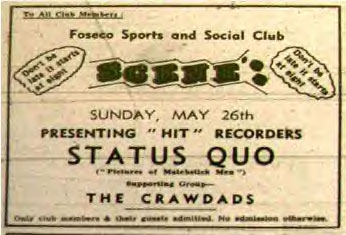 To All Club Members :
Foseco Sports and Social Club
Don't be
late it starts
at eight
SCENE '68
Don't be
late it starts
at eight
SUNDAY, MAY 26th
PRESENTING "HIT" RECORDERS
STATUS QUO
("Pictures of Matchstick Men")
Supporting Group—
THE CRAWDADS
Only club members & their guests admitted. No admission otherwise.